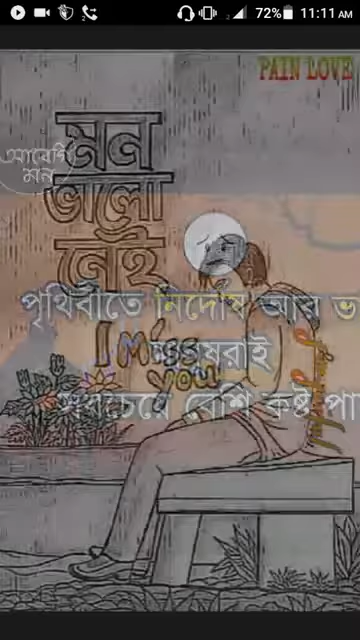 72% 11:11 AM
PAIN LOVE
মন
আবেগি
মন
ভালো
নেই
পৃথিবীতে নির্দোষ আর ভ
I Miss
you
সবচেয়ে বেশি কষ্ট পা